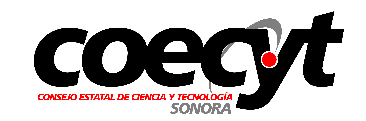 coecyt
CONSEJO ESTATAL DE CIENCIA Y TECNOLOGÍA
SONORA